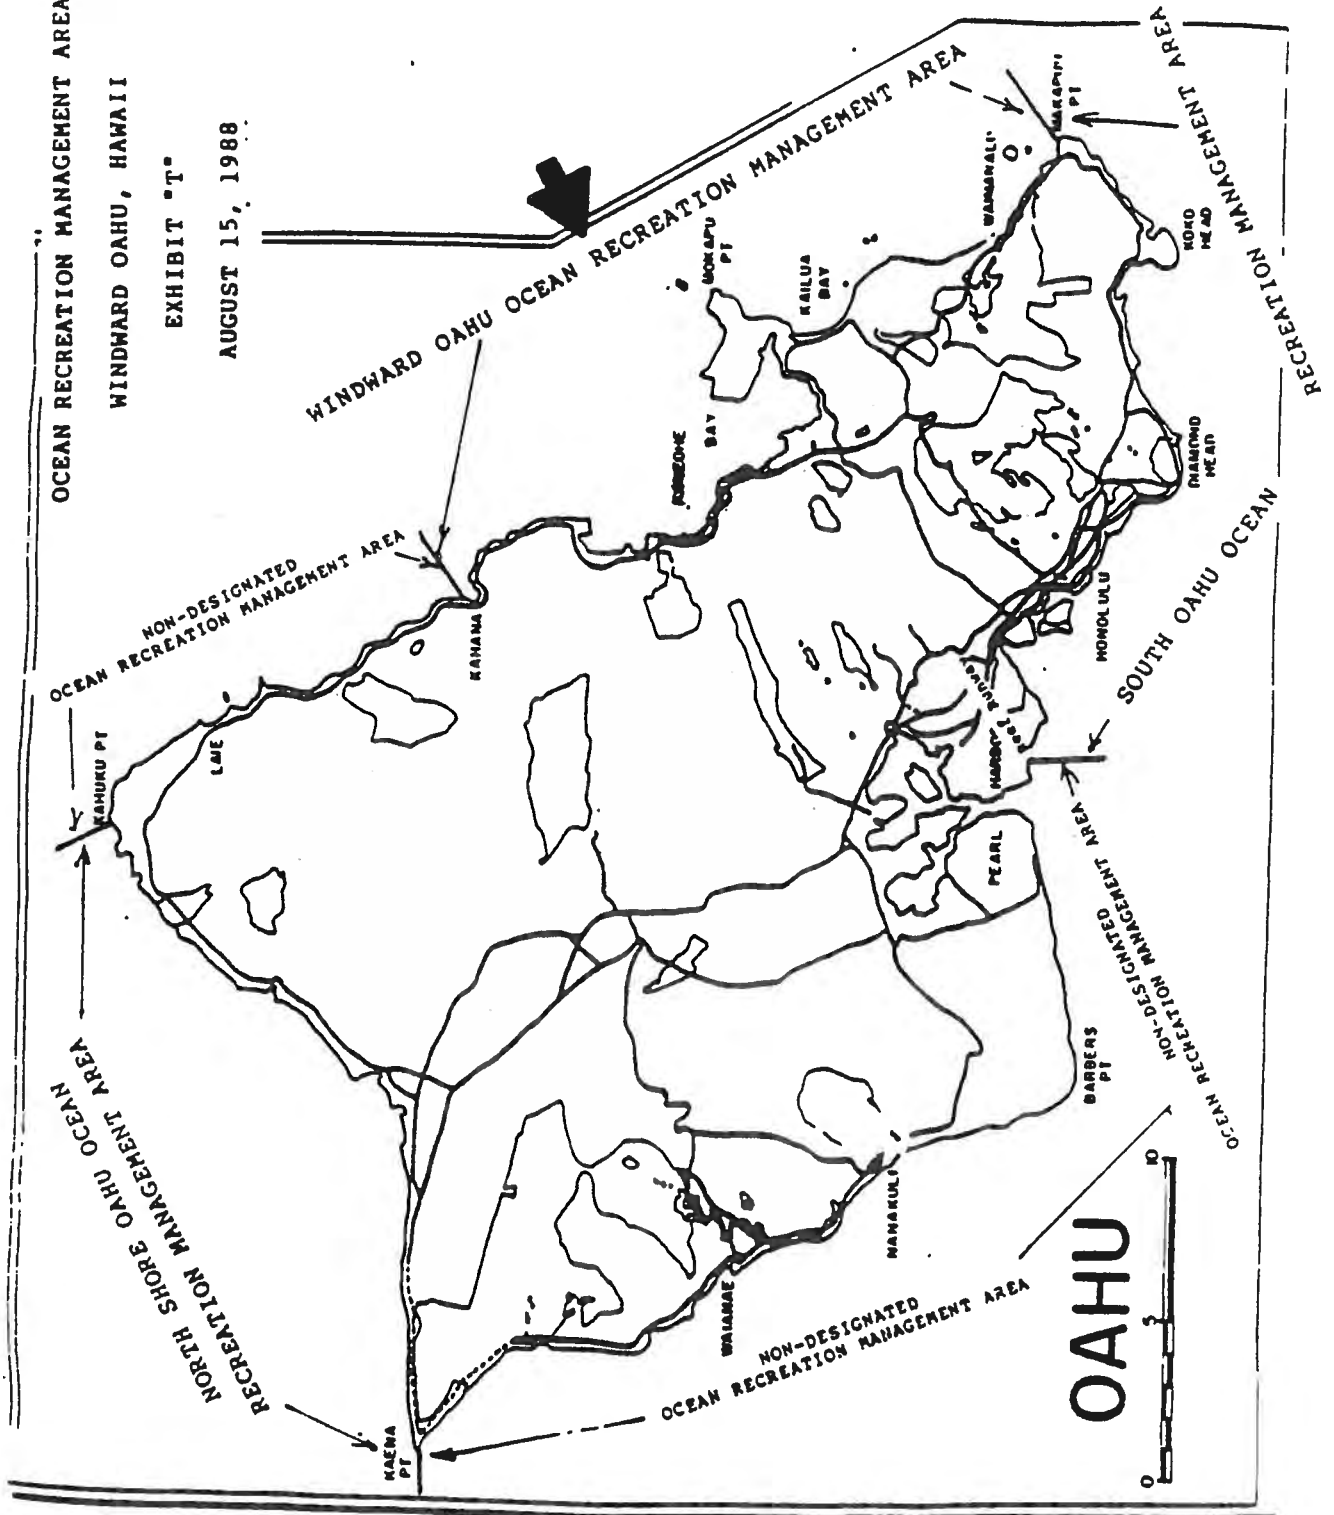 OCEAN RECREATION MANAGEMENT AREA
WINDWARD OAHU, HAWAII
EXHIBIT "T"
AUGUST 15, 1988
WINDWARD OAHU OCEAN RECREATION MANAGEMENT AREA
NON-DESIGNATED
OCEAN RECREATION MANAGEMENT AREA
KAHUKU PT
LAIE
KAHANA
BAY
MOKAPU
PT
KAILUA
BAY
PT
KOKO
HEAD
DIAMOND
HEAD
HONOLULU
Reef Runway
PEARL
BARBERS
PT
NANAKULI
WAIANAE
KAENA
PT
NORTH SHORE OAHU OCEAN
RECREATION MANAGEMENT AREA
SOUTH OAHU OCEAN
RECREATION MANAGEMENT AREA
NON-DESIGNATED
OCEAN RECREATION MANAGEMENT AREA
NON-DESIGNATED
RECREATION MANAGEMENT AREA
OCEAN RECREATION
OAHU
0 5 10